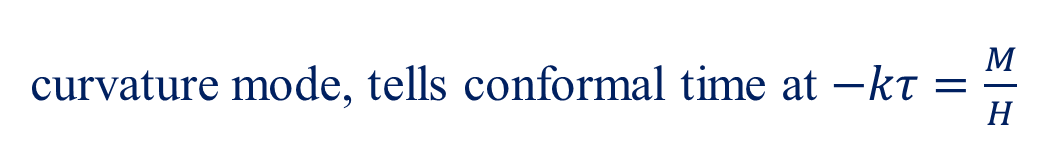 curvature mode, tells conformal time at −kτ = M/H